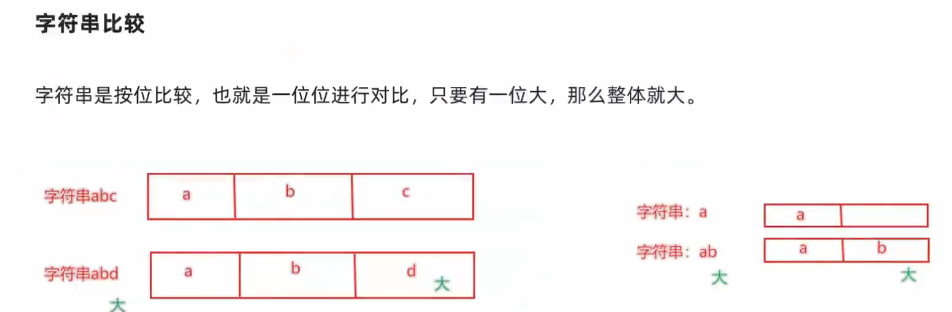 字符串比较
字符串是按位比较，也就是一位位进行对比，只要有一位大，那么整体就大。
字符串abc
a b c
字符串abd
a b d 大
大
字符串：a
a
字符串：ab
a b
大 大